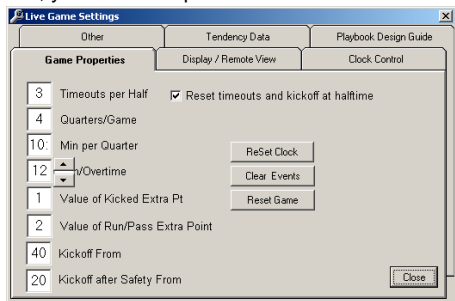 Live Game Settings
Other
Tendency Data
Playbook Design Guide
Game Properties
Display / Remote View
Clock Control
3 Timeouts per Half
Reset timeouts and kickoff at halftime
4 Quarters/Game
10: Min per Quarter
ReSet Clock
12 /Overtime
Clear Events
1 Value of Kicked Extra Pt
Reset Game
2 Value of Run/Pass Extra Point
40 Kickoff From
20 Kickoff after Safety From
Close